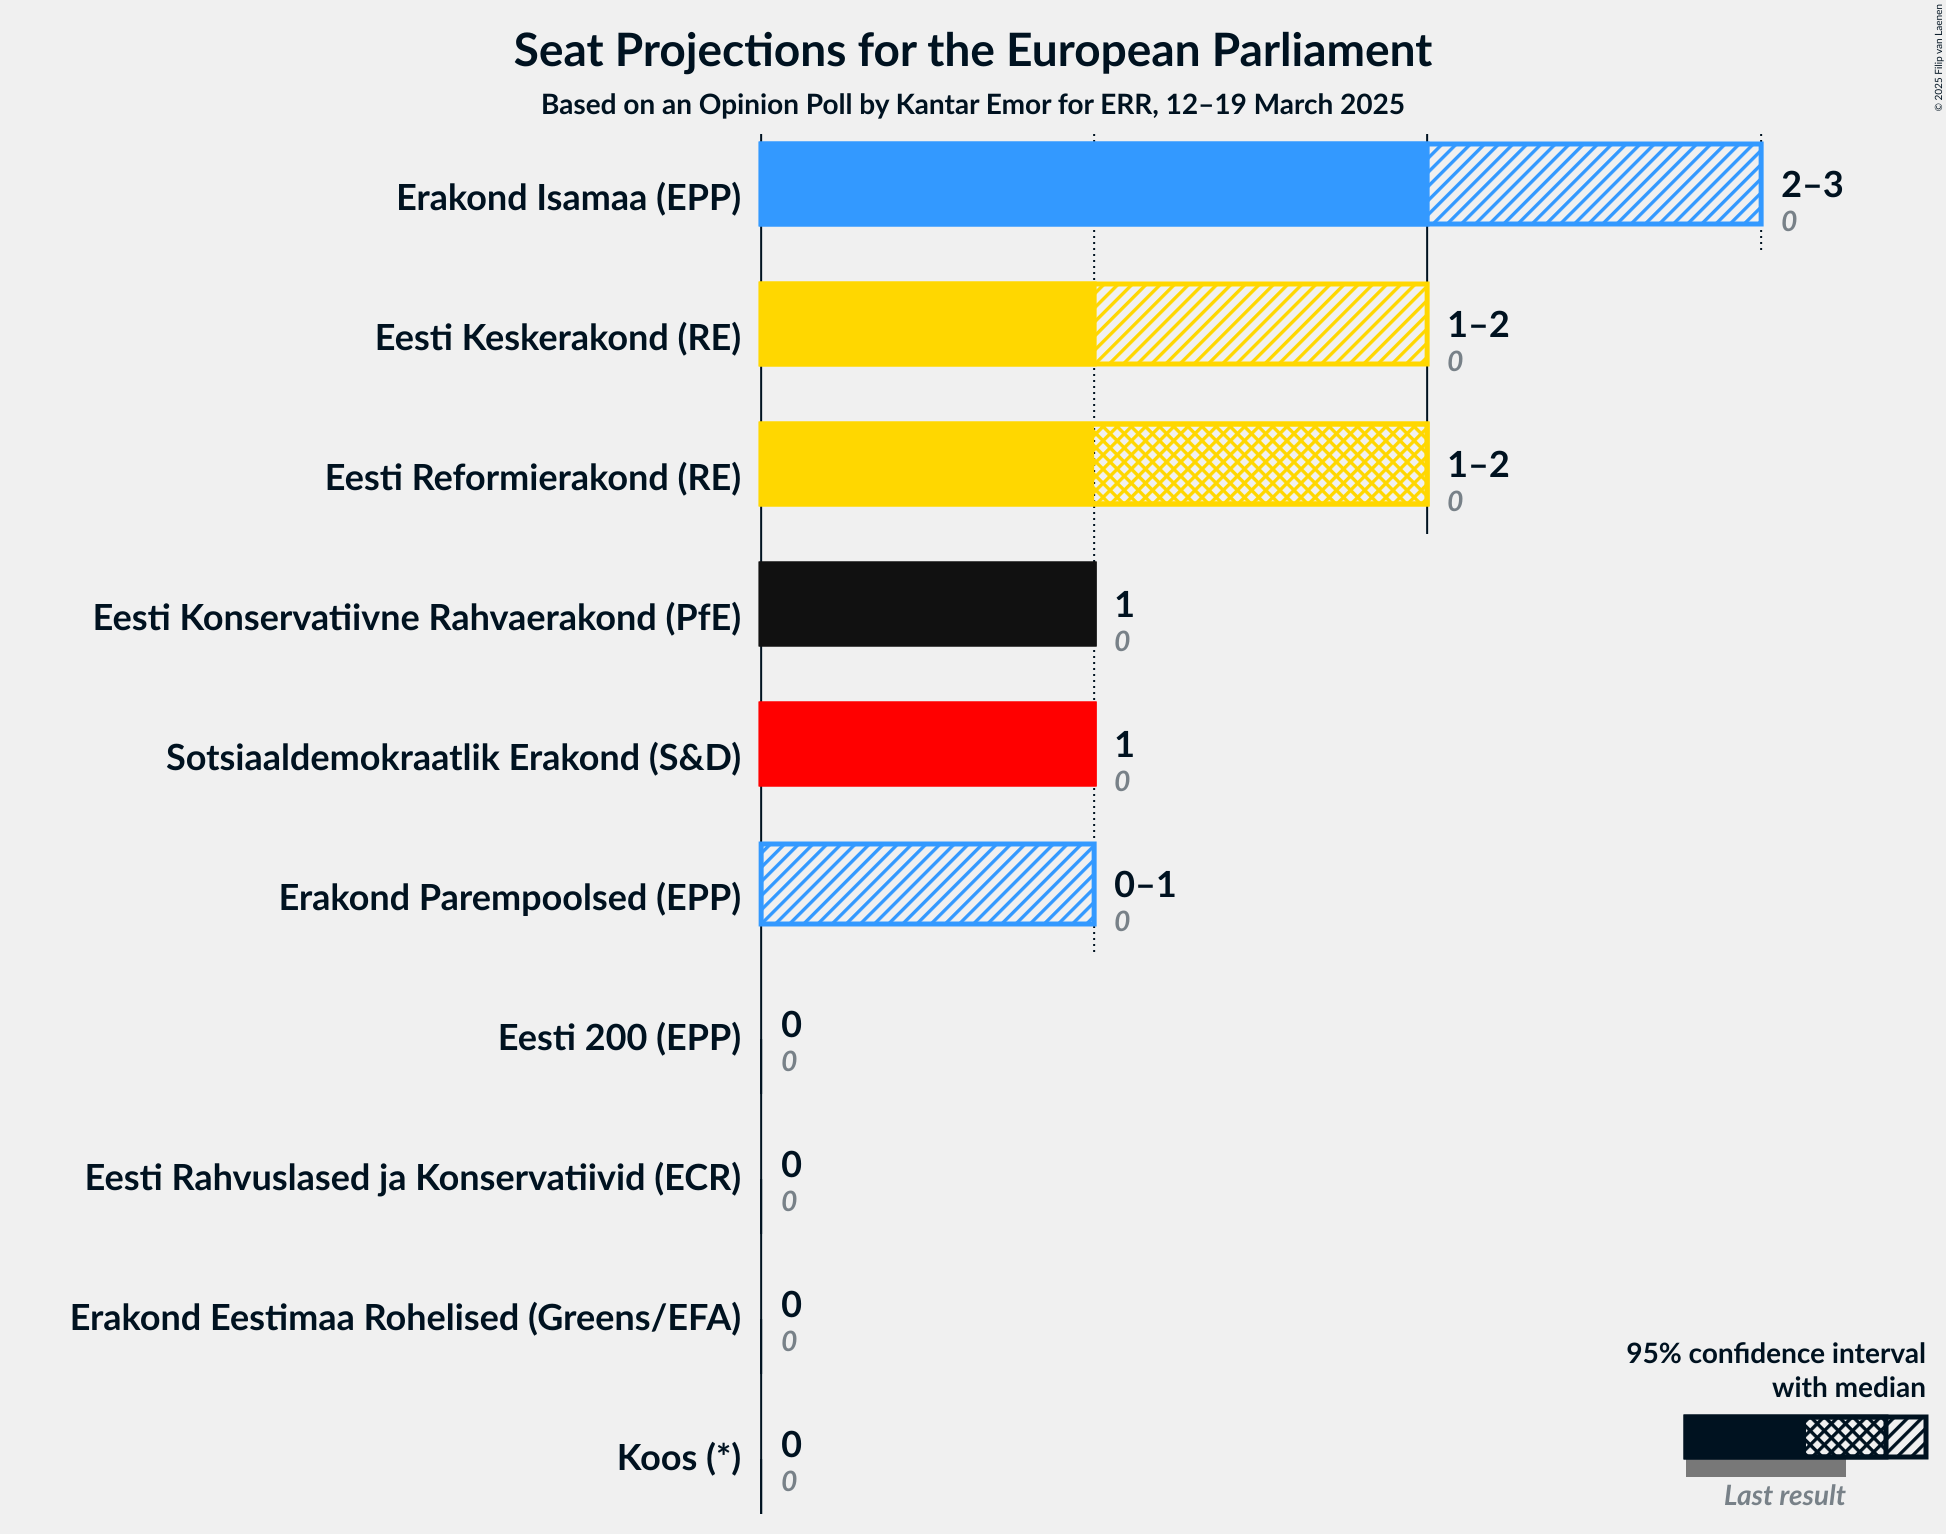 Seat Projections for the European Parliament
Based on an Opinion Poll by Kantar Emor for ERR, 12–19 March 2025
© 2025 Filip van Laenen
Erakond Isamaa (EPP)
2–3
0
Eesti Keskerakond (RE)
1–2
0
Eesti Reformierakond (RE)
1–2
0
Eesti Konservatiivne Rahvaerakond (PfE)
1
0
Sotsiaaldemokraatlik Erakond (S&D)
1
0
Erakond Parempoolsed (EPP)
0–1
0
Eesti 200 (EPP)
0
0
Eesti Rahvuslased ja Konservatiivid (ECR)
0
0
Erakond Eestimaa Rohelised (Greens/EFA)
0
0
Koos (*)
0
0
95% confidence interval
with median
Last result